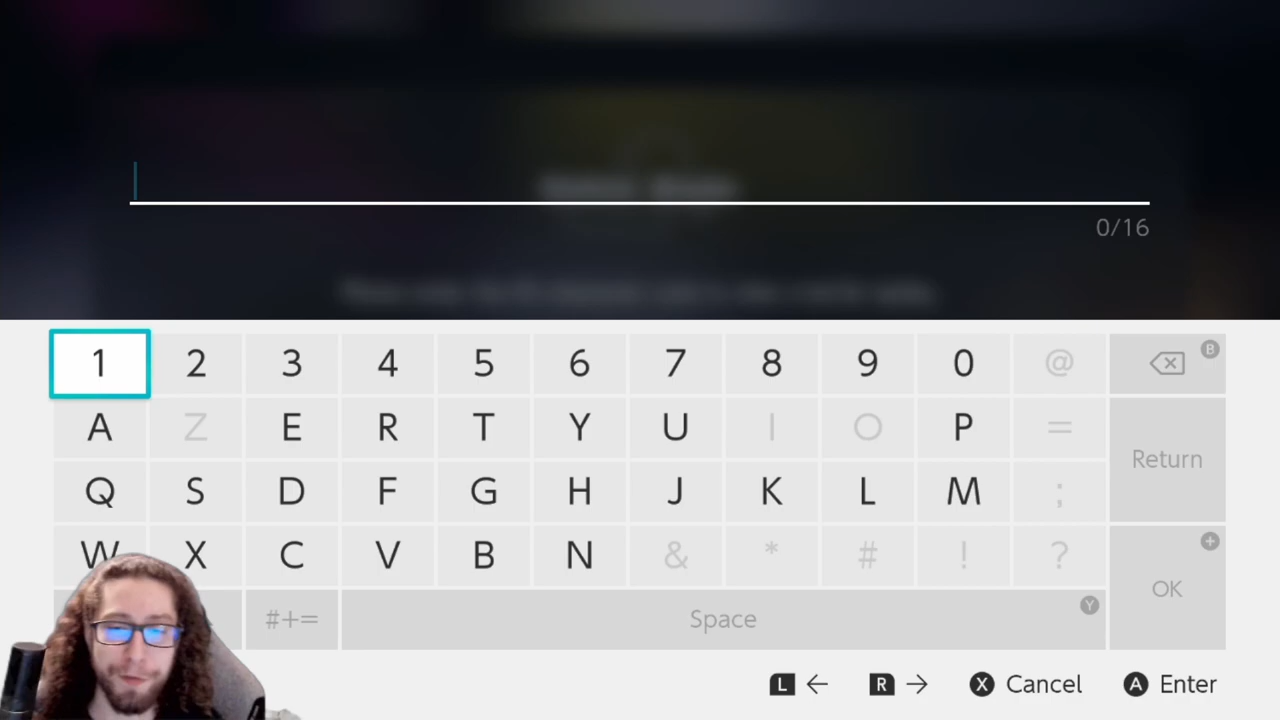 0/16
1 2 3 4 5 6 7 8 9 0 @ B
A Z E R T Y U I O P =
Return
Q S D F G H J K L M ;
W X C V B N & * # ! ? +
OK
#+= Space Y
L ← R → X Cancel A Enter